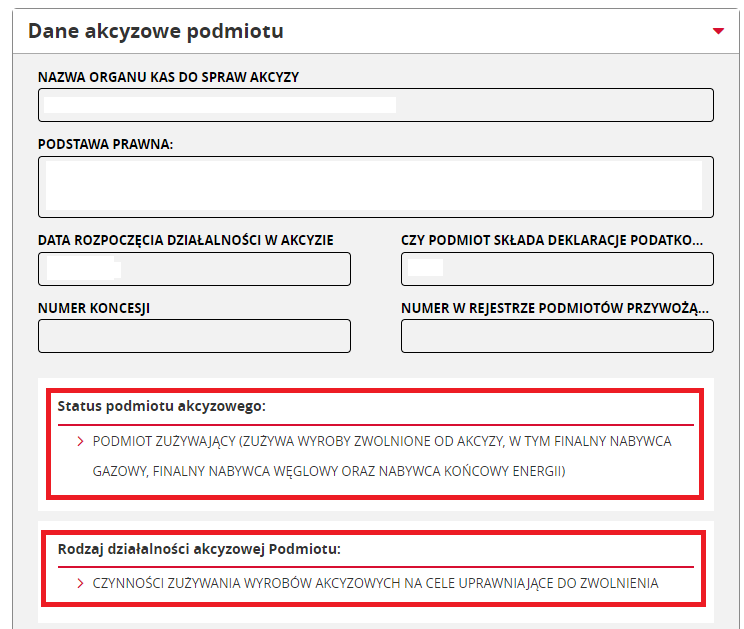 Dane akcyzowe podmiotu
NAZWA ORGANU KAS DO SPRAW AKCYZY
PODSTAWA PRAWNA:
DATA ROZPOCZĘCIA DZIAŁALNOŚCI W AKCYZIE
CZY PODMIOT SKŁADA DEKLARACJE PODATKO...
NUMER KONCESJI
NUMER W REJESTRZE PODMIOTÓW PRZYWOŻĄ...
Status podmiotu akcyzowego:
PODMIOT ZUŻYWAJĄCY (ZUŻYWA WYROBY ZWOLNIONE OD AKCYZY, W TYM FINALNY NABYWCA
GAZOWY, FINALNY NABYWCA WĘGLOWY ORAZ NABYWCA KOŃCOWY ENERGII)
Rodzaj działalności akcyzowej Podmiotu:
CZYNNOŚCI ZUŻYWANIA WYROBÓW AKCYZOWYCH NA CELE UPRAWNIAJĄCE DO ZWOLNIENIA